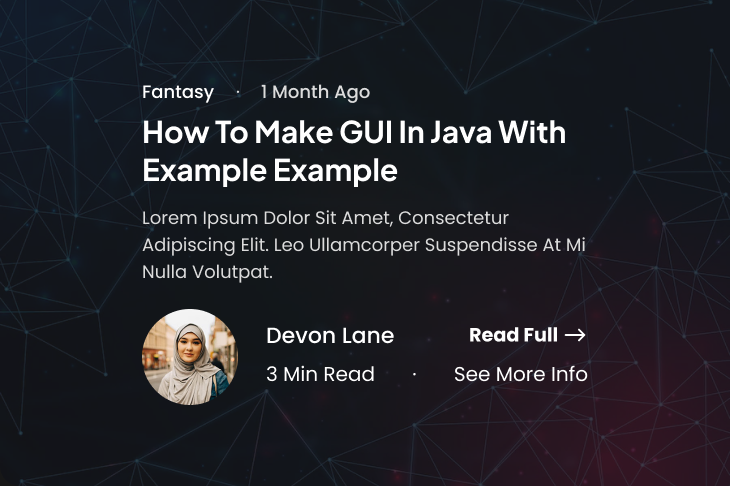 Fantasy · 1 Month Ago
How To Make GUI In Java With
Example Example
Lorem Ipsum Dolor Sit Amet, Consectetur
Adipiscing Elit. Leo Ullamcorper Suspendisse At Mi
Nulla Volutpat.
Devon Lane Read Full →
3 Min Read · See More Info